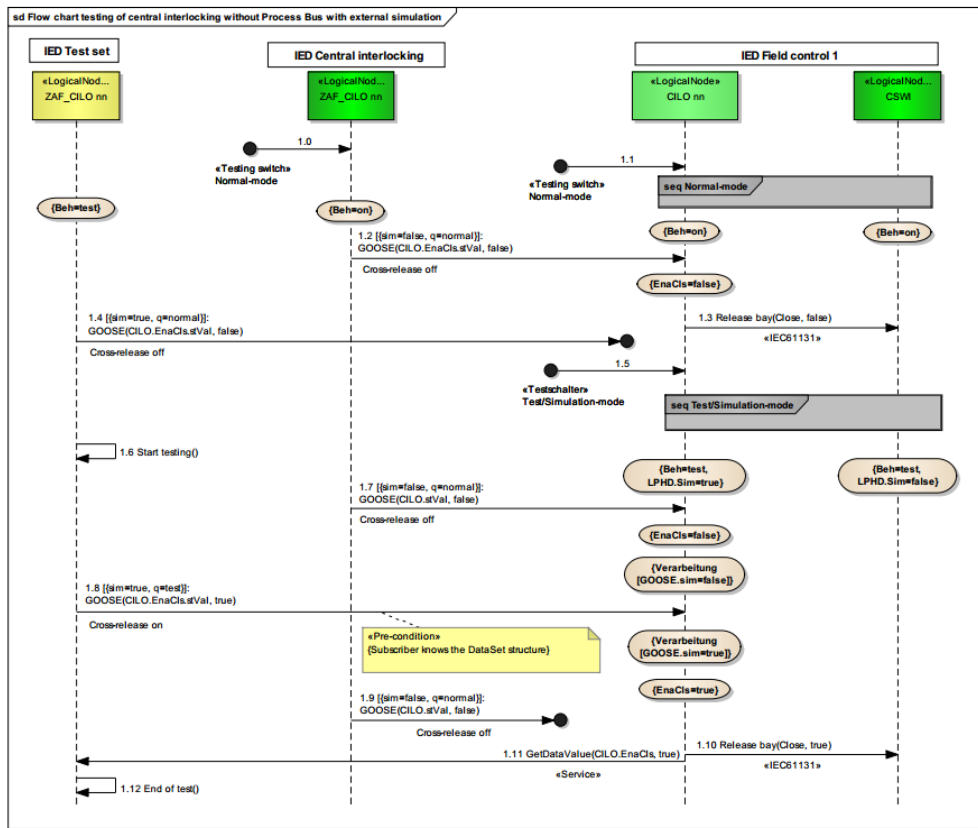 sd Flow chart testing of central interlocking without Process Bus with external simulation
IED Test set
IED Central interlocking
IED Field control 1
«LogicalNod...
ZAF_CILO nn
«LogicalNod...
ZAF_CILO nn
«LogicalNode»
CILO nn
«LogicalNod...
CSWI
1.0
«Testing switch»
Normal-mode
1.1
«Testing switch»
Normal-mode
seq Normal-mode
{Beh=test}
{Beh=on}
{Beh=on}
{Beh=on}
1.2 [{sim=false, q=normal}]:
GOOSE(CILO.EnaCls.stVal, false)
Cross-release off
{EnaCls=false}
1.4 [{sim=true, q=normal}]:
GOOSE(CILO.EnaCls.stVal, false)
Cross-release off
1.3 Release bay(Close, false)
«IEC61131»
1.5
«Testschalter»
Test/Simulation-mode
seq Test/Simulation-mode
1.6 Start testing()
{Beh=test,
LPHD.Sim=true}
{Beh=test,
LPHD.Sim=false}
1.7 [{sim=false, q=normal}]:
GOOSE(CILO.stVal, false)
Cross-release off
{EnaCls=false}
{Verarbeitung
[GOOSE.sim=false]}
1.8 [{sim=true, q=test}]:
GOOSE(CILO.EnaCls.stVal, true)
Cross-release on
«Pre-condition»
{Subscriber knows the DataSet structure}
{Verarbeitung
[GOOSE.sim=true]}
{EnaCls=true}
1.9 [{sim=false, q=normal}]:
GOOSE(CILO.stVal, false)
Cross-release off
1.11 GetDataValue(CILO.EnaCls, true)
«Service»
1.10 Release bay(Close, true)
«IEC61131»
1.12 End of test()